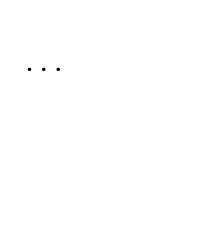 . . .